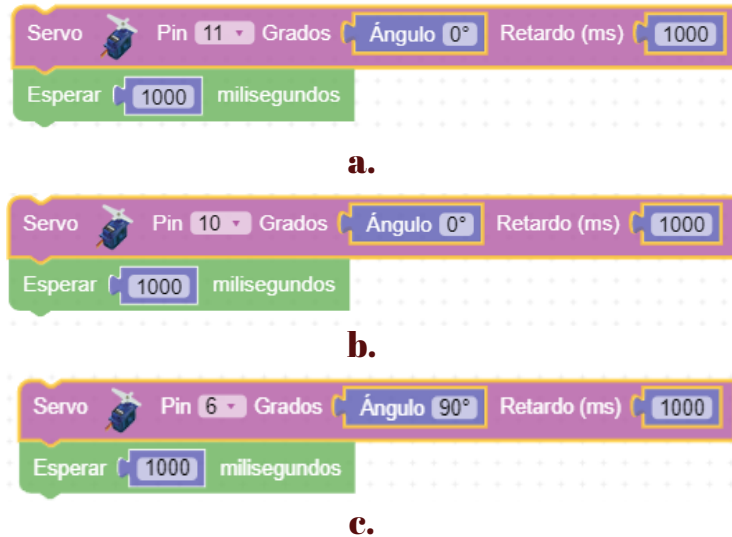 Servo Pin 11 Grados Ángulo 0° Retardo (ms) 1000
Esperar 1000 milisegundos
a.
Servo Pin 10 Grados Ángulo 0° Retardo (ms) 1000
Esperar 1000 milisegundos
b.
Servo Pin 6 Grados Ángulo 90° Retardo (ms) 1000
Esperar 1000 milisegundos
c.